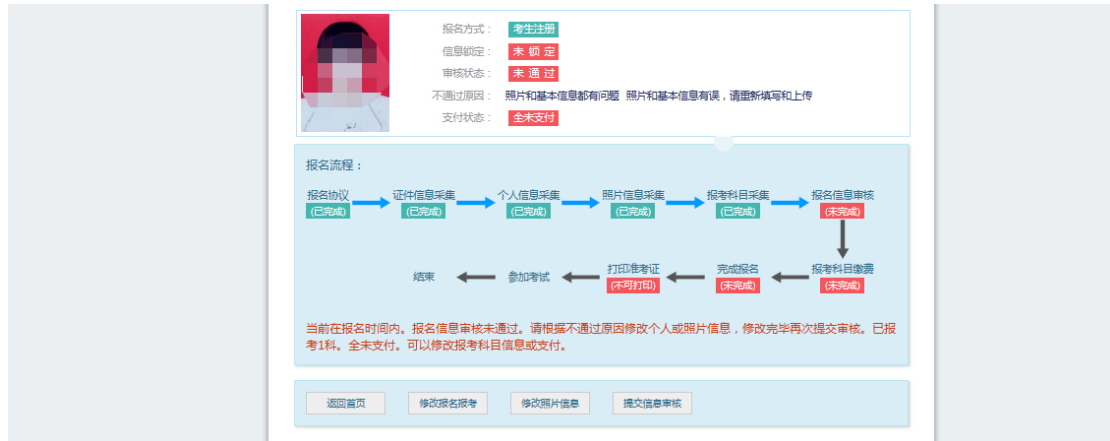 报名方式： 考生注册
信息锁定： 未 锁 定
审核状态： 未 通 过
不通过原因： 照片和基本信息都有问题 照片和基本信息有误，请重新填写和上传
支付状态： 全未支付
报名流程：
报名协议 证件信息采集 个人信息采集 照片信息采集 报考科目采集 报名信息审核
(已完成) (已完成) (已完成) (已完成) (已完成) (未完成)
结束 参加考试 打印准考证 完成报名 报考科目缴费
(不可打印) (未完成) (未完成)
当前在报名时间内。报名信息审核未通过。请根据不通过原因修改个人或照片信息，修改完毕再次提交审核。已报
考1科。全未支付。可以修改报考科目信息或支付。
返回首页 修改报名报考 修改照片信息 提交信息审核